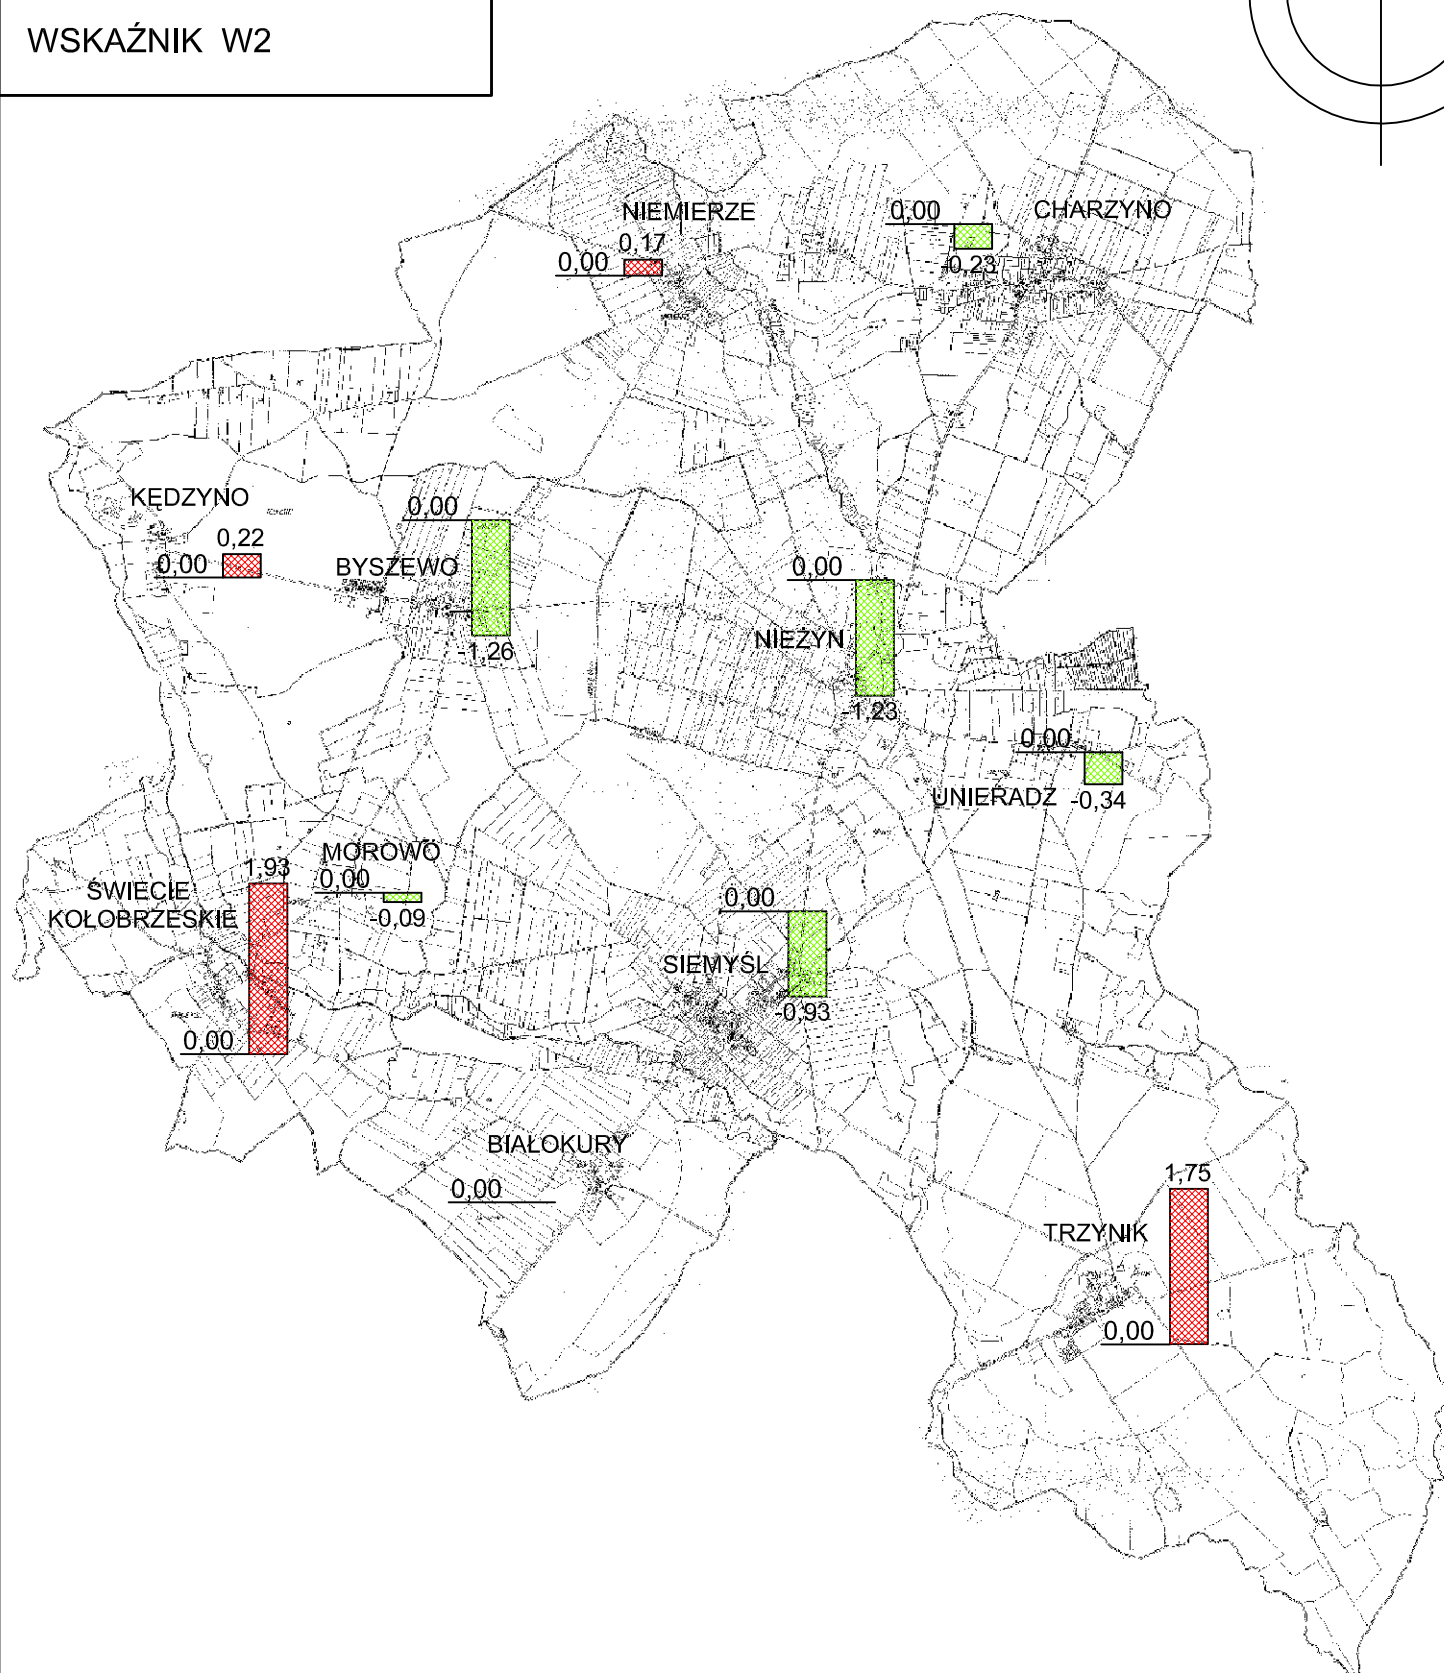 WSKAŹNIK W2
NIEMIERZE
0,17
0,00
0,00
CHARZYNO
-0,23
KĘDZYNO
0,22
0,00
0,00
BYSZEWO
-1,26
0,00
NIEŻYN
-1,23
0,00
UNIERADZ
-0,34
1,93
ŚWIECIE
KOŁOBRZESKIE
0,00
MOROWO
0,00
-0,09
0,00
SIEMYŚL
-0,93
BIAŁOKURY
0,00
1,75
TRZYNIK
0,00